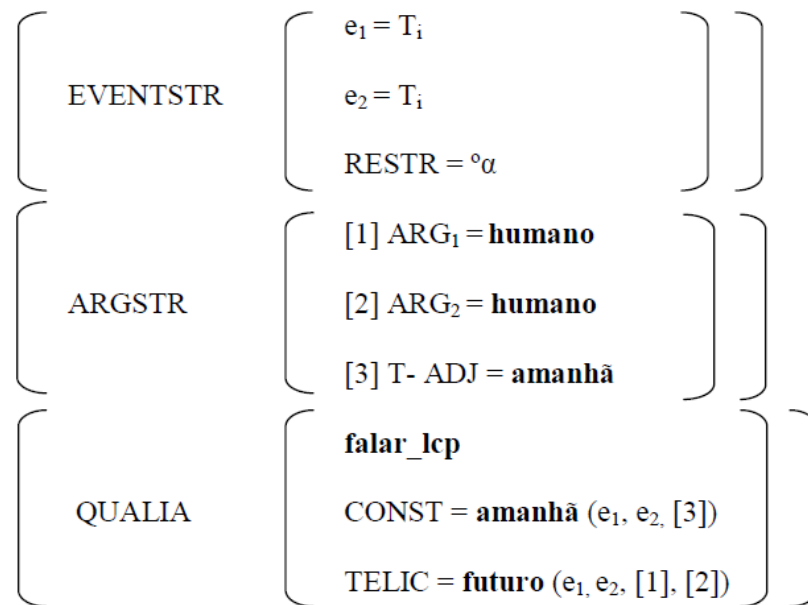 e₁ = Tᵢ
EVENTSTR e₂ = Tᵢ
RESTR = ºα
[1] ARG₁ = humano
ARGSTR [2] ARG₂ = humano
[3] T- ADJ = amanhã
falar_lcp
QUALIA CONST = amanhã (e₁, e₂, [3])
TELIC = futuro (e₁, e₂, [1], [2])